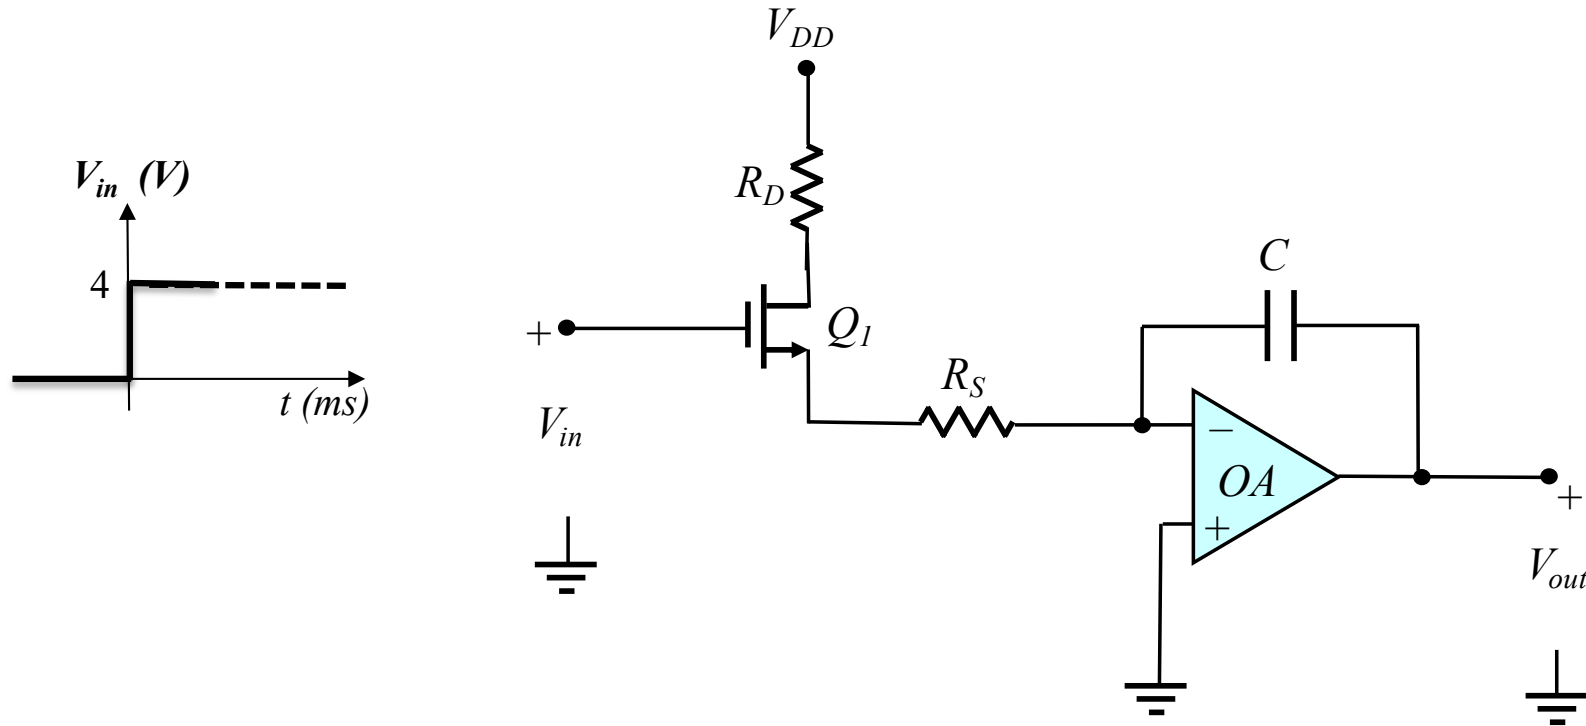 V_in (V)
4
t (ms)
V_DD
R_D
Q_1
+
V_in
R_S
C
−
OA
+
+
V_out